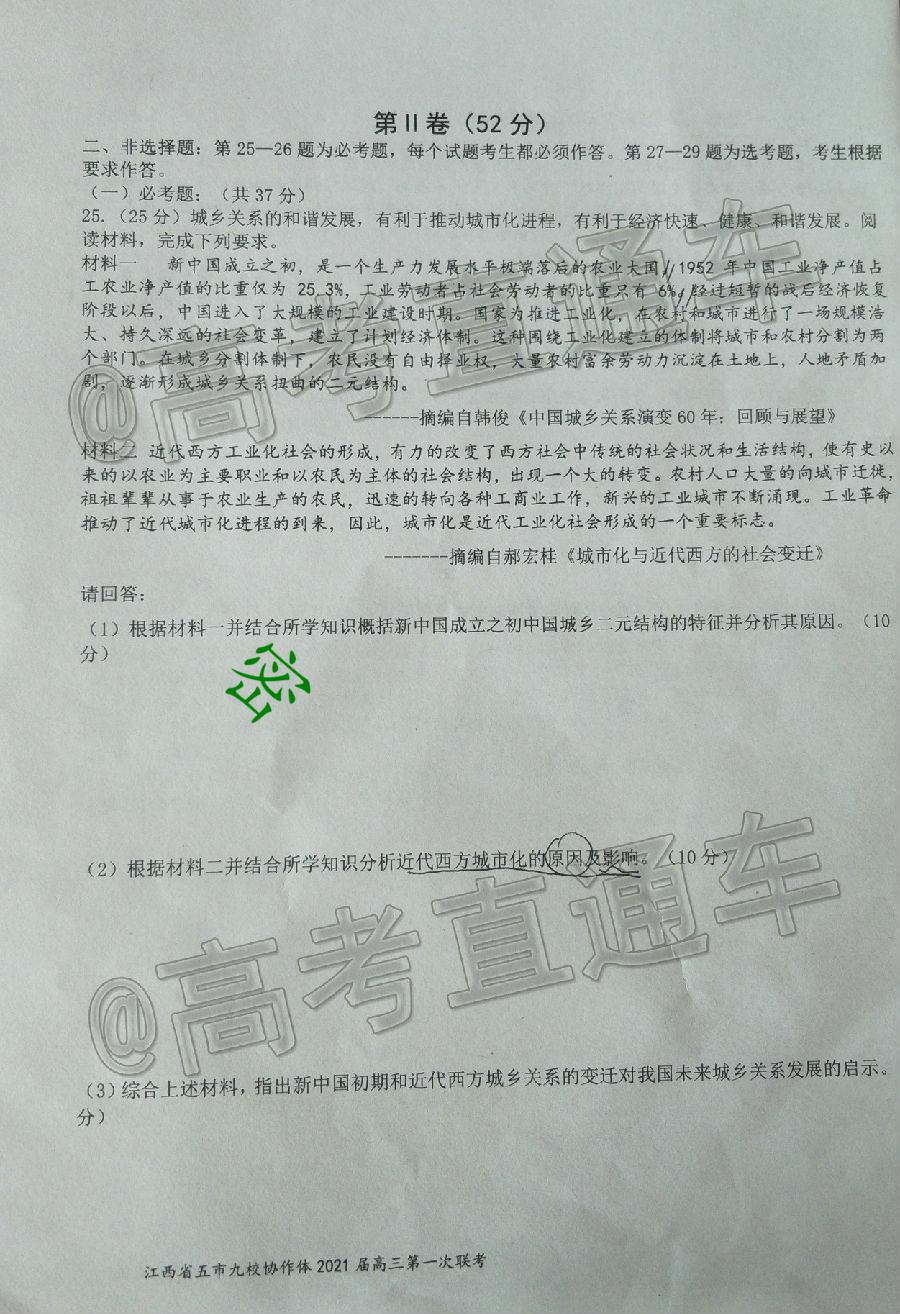 第 II 卷（52 分）
二、非选择题：第 25—26 题为必考题，每个试题考生都必须作答。第 27—29 题为选考题，考生根据
要求作答。
（一）必考题：（共 37 分）
25.（25 分）城乡关系的和谐发展，有利于推动城市化进程，有利于经济快速、健康、和谐发展。阅
读材料，完成下列要求。
材料一 新中国成立之初，是一个生产力发展水平极端落后的农业大国，1952 年中国工业净产值占
工农业净产值的比重仅为 25.3%，工业劳动者占社会劳动者的比重只有 6%。经过短暂的战后经济恢复
阶段以后，中国进入了大规模的工业建设时期。国家为推进工业化，在农村和城市进行了一场规模浩
大、持久深远的社会变革，建立了计划经济体制。这种围绕工业化建立的体制将城市和农村分割为两
个部门。在城乡分割体制下，农民没有自由择业权，大量农村富余劳动力沉淀在土地上，人地矛盾加
剧，逐渐形成城乡关系扭曲的二元结构。
------摘编自韩俊《中国城乡关系演变 60 年：回顾与展望》
材料二 近代西方工业化社会的形成，有力的改变了西方社会中传统的社会状况和生活结构，使有史以
来的以农业为主要职业和以农民为主体的社会结构，出现一个大的转变。农村人口大量的向城市迁徙，
祖祖辈辈从事于农业生产的农民，迅速的转向各种工商业工作，新兴的工业城市不断涌现。工业革命
推动了近代城市化进程的到来，因此，城市化是近代工业化社会形成的一个重要标志。
-------摘编自郝宏桂《城市化与近代西方的社会变迁》
请回答：
（1）根据材料一并结合所学知识概括新中国成立之初中国城乡二元结构的特征并分析其原因。（10
分）
密
（2）根据材料二并结合所学知识分析近代西方城市化的原因及影响。（10 分）
（3）综合上述材料，指出新中国初期和近代西方城乡关系的变迁对我国未来城乡关系发展的启示。
分）
江西省五市九校协作体 2021 届高三第一次联考
@高考直通车
@高考直通车